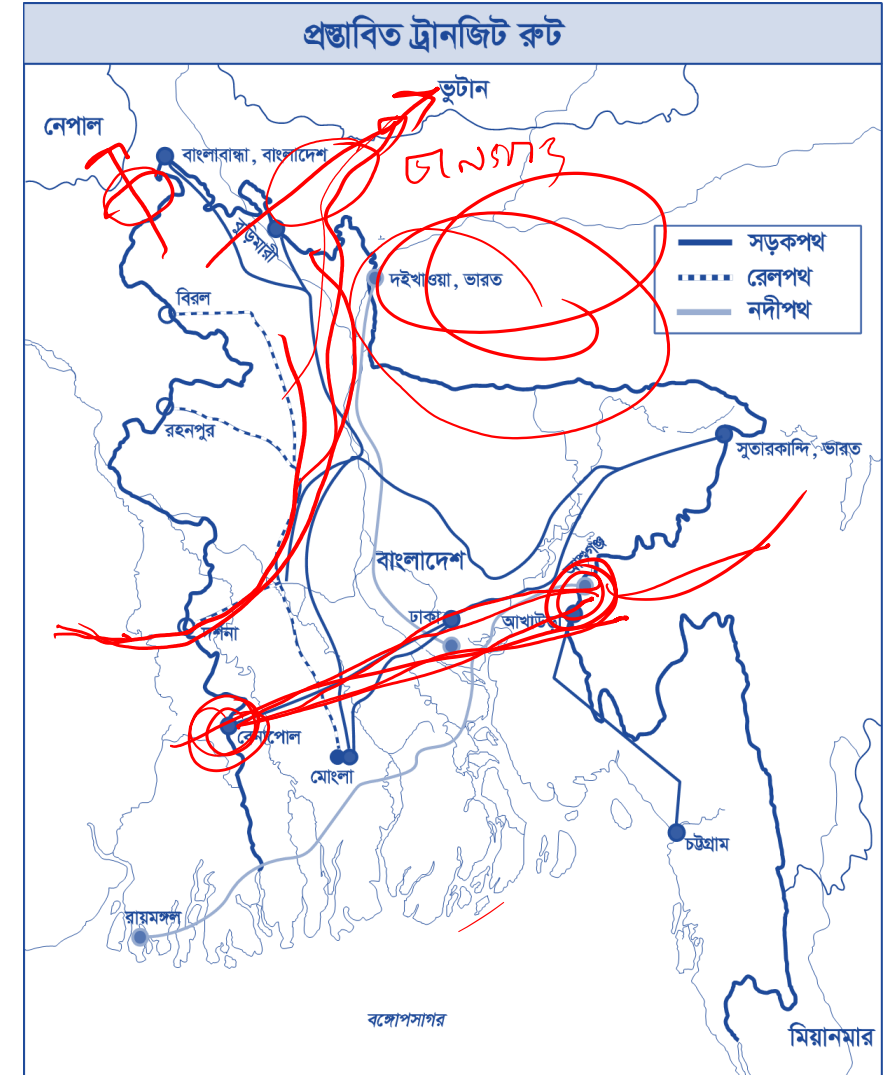 প্রস্তাবিত ট্রানজিট রুট
ভুটান
নেপাল
বাংলাবান্ধা, বাংলাদেশ
বুড়িমারী
সড়কপথ
দইখাওয়া, ভারত
রেলপথ
বিরল
নদীপথ
রহনপুর
সুতারকান্দি, ভারত
বাংলাদেশ
ঢাকা
আখাউড়া
দর্শনা
বেনাপোল
মোংলা
চট্টগ্রাম
রায়মঙ্গল
বঙ্গোপসাগর
মিয়ানমার